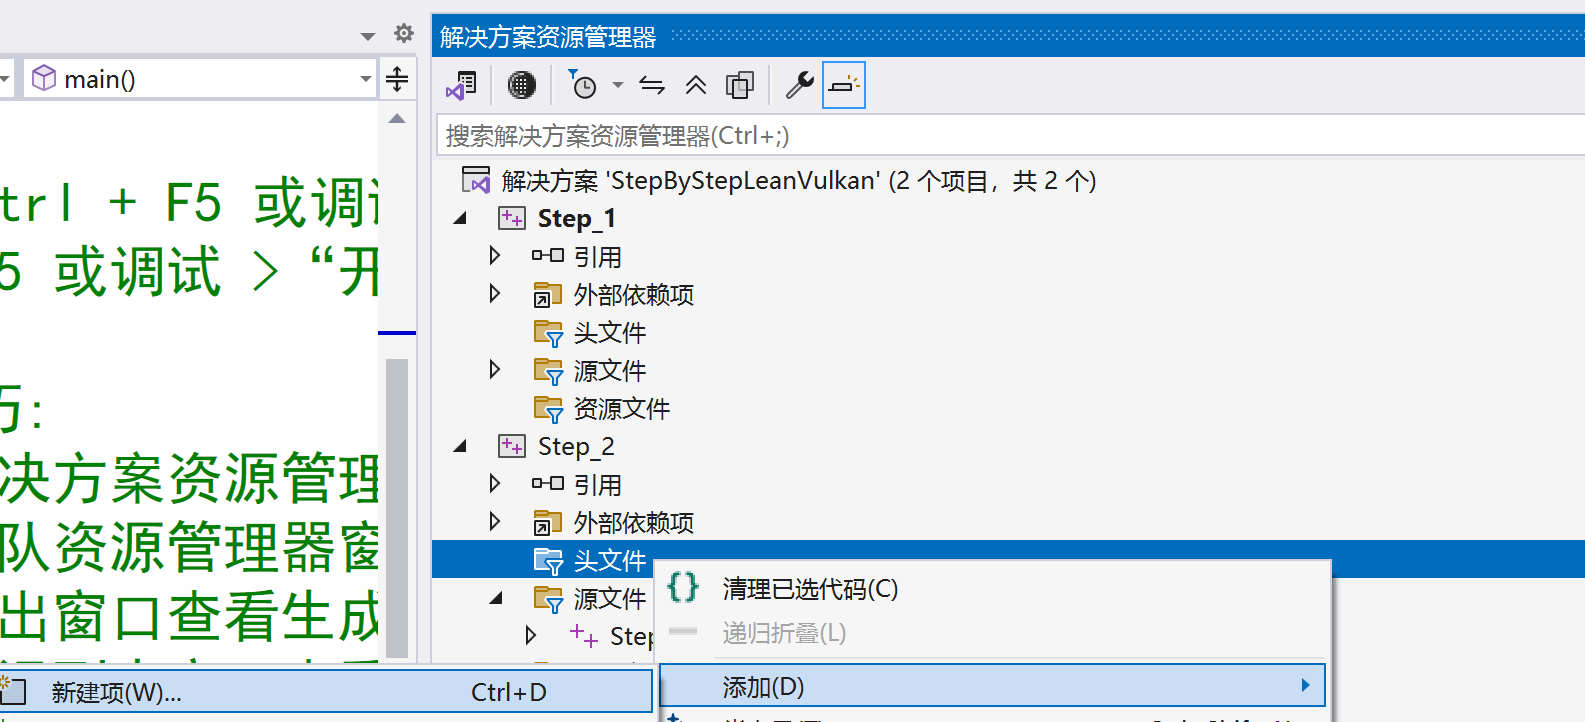 main()
trl + F5 或调
5 或调试 > “开
:
决方案资源管理
队资源管理器窗
出窗口查看生成
解决方案资源管理器
搜索解决方案资源管理器(Ctrl+;)
解决方案 'StepByStepLeanVulkan' (2 个项目，共 2 个)
Step_1
引用
外部依赖项
头文件
源文件
资源文件
Step_2
引用
外部依赖项
头文件
源文件
Step
清理已选代码(C)
递归折叠(L)
添加(D)
新建项(W)... Ctrl+D